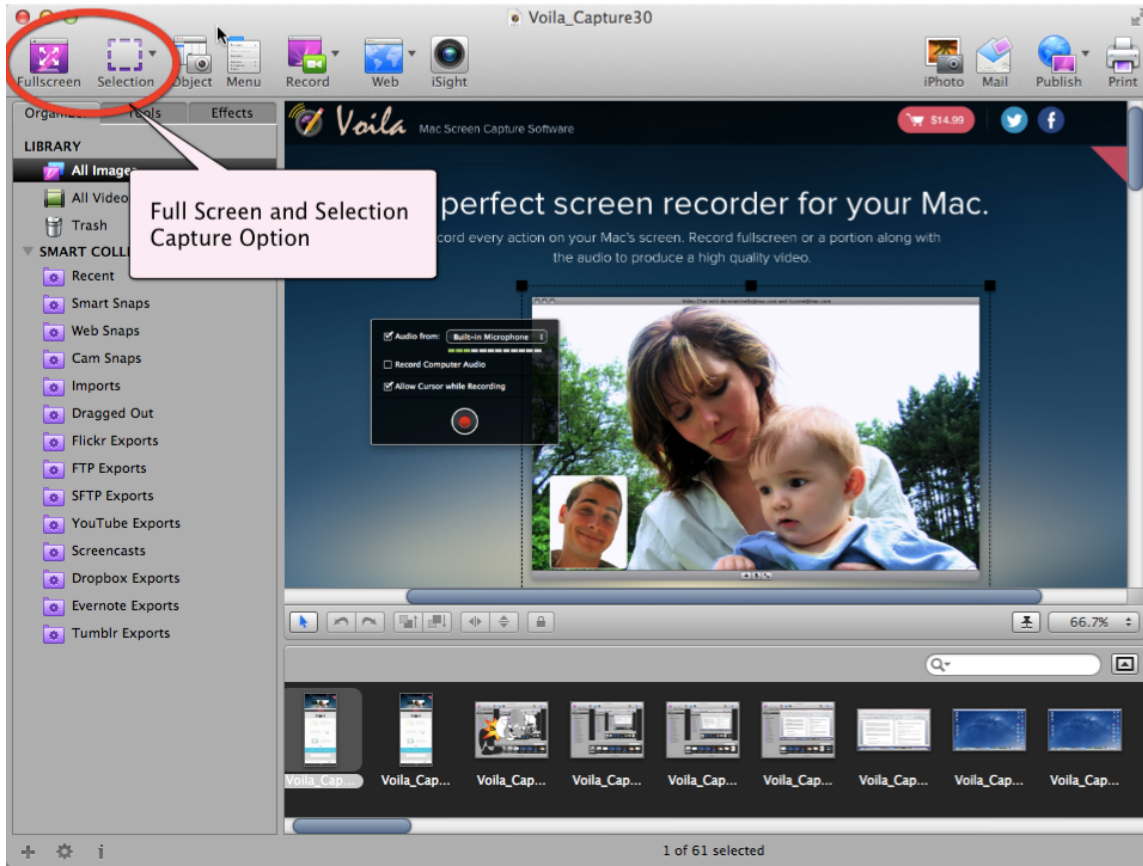 Voila_Capture30
Fullscreen Selection Object Menu Record Web iSight iPhoto Mail Publish Print
Organize Tools Effects
LIBRARY
All Images
All Video
Trash
SMART COLL
Recent
Smart Snaps
Web Snaps
Cam Snaps
Imports
Dragged Out
Flickr Exports
FTP Exports
SFTP Exports
YouTube Exports
Screencasts
Dropbox Exports
Evernote Exports
Tumblr Exports
Full Screen and Selection
Capture Option
Voila Mac Screen Capture Software $14.99
perfect screen recorder for your Mac.
cord every action on your Mac's screen. Record fullscreen or a portion along with
the audio to produce a high quality video.
Audio from: Built-in Microphone
Record Computer Audio
Allow Cursor while Recording
66.7%
Voila_Cap... Voila_Cap... Voila_Cap... Voila_Cap... Voila_Cap... Voila_Cap... Voila_Cap... Voila_Cap... Voila_Cap...
1 of 61 selected